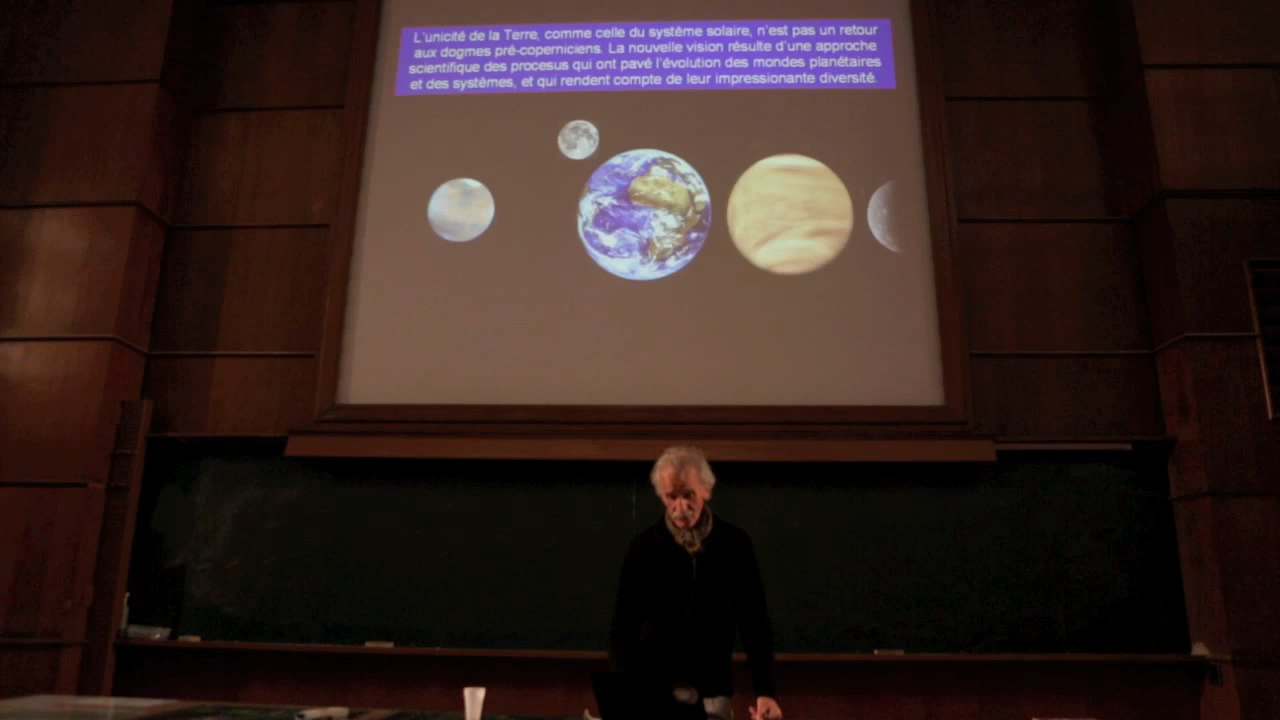 L'unicité de la Terre, comme celle du système solaire, n'est pas un retour
aux dogmes pré-coperniciens. La nouvelle vision résulte d'une approche
scientifique des procesus qui ont pavé l'évolution des mondes planétaires
et des systèmes, et qui rendent compte de leur impressionante diversité.